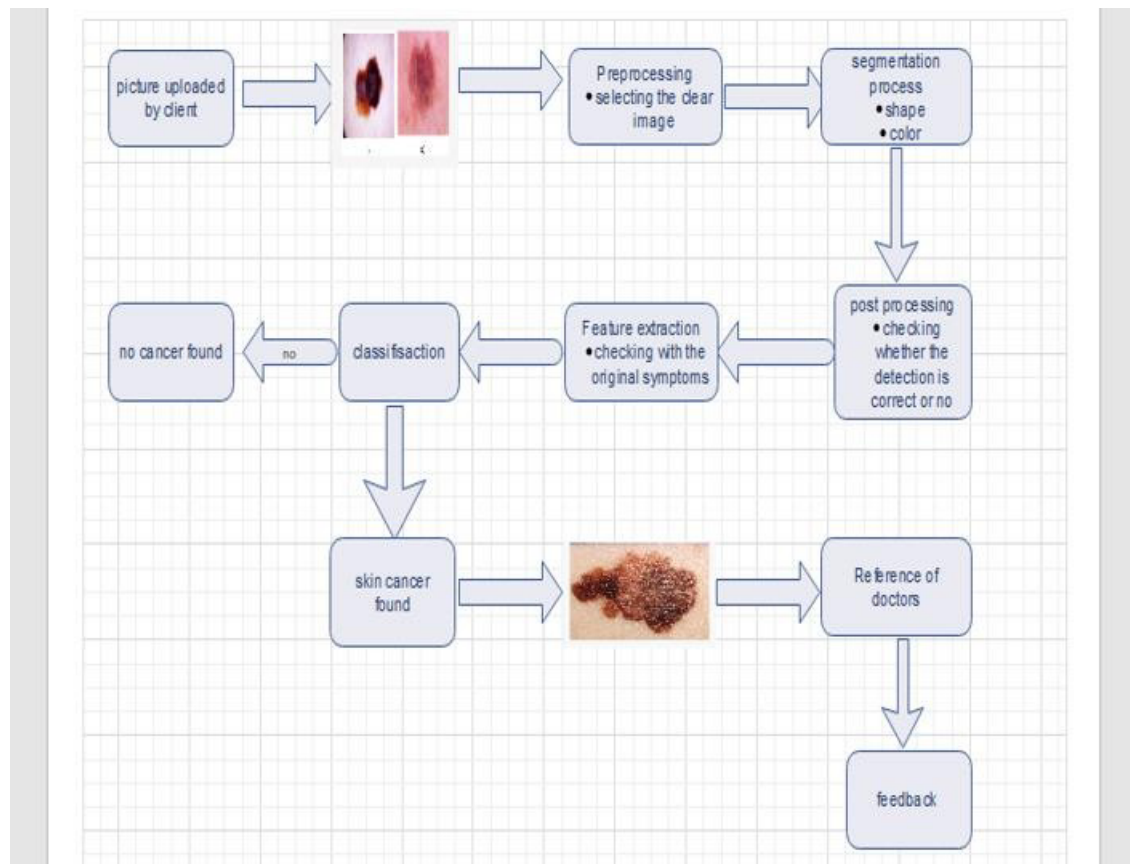 picture uploaded
by client
Preprocessing
• selecting the clear
image
segmentation
process
• shape
• color
post processing
• checking
whether the
detection is
correct or no
Feature extraction
• checking with the
original symptoms
classifisaction
no
no cancer found
skin cancer
found
Reference of
doctors
feedback